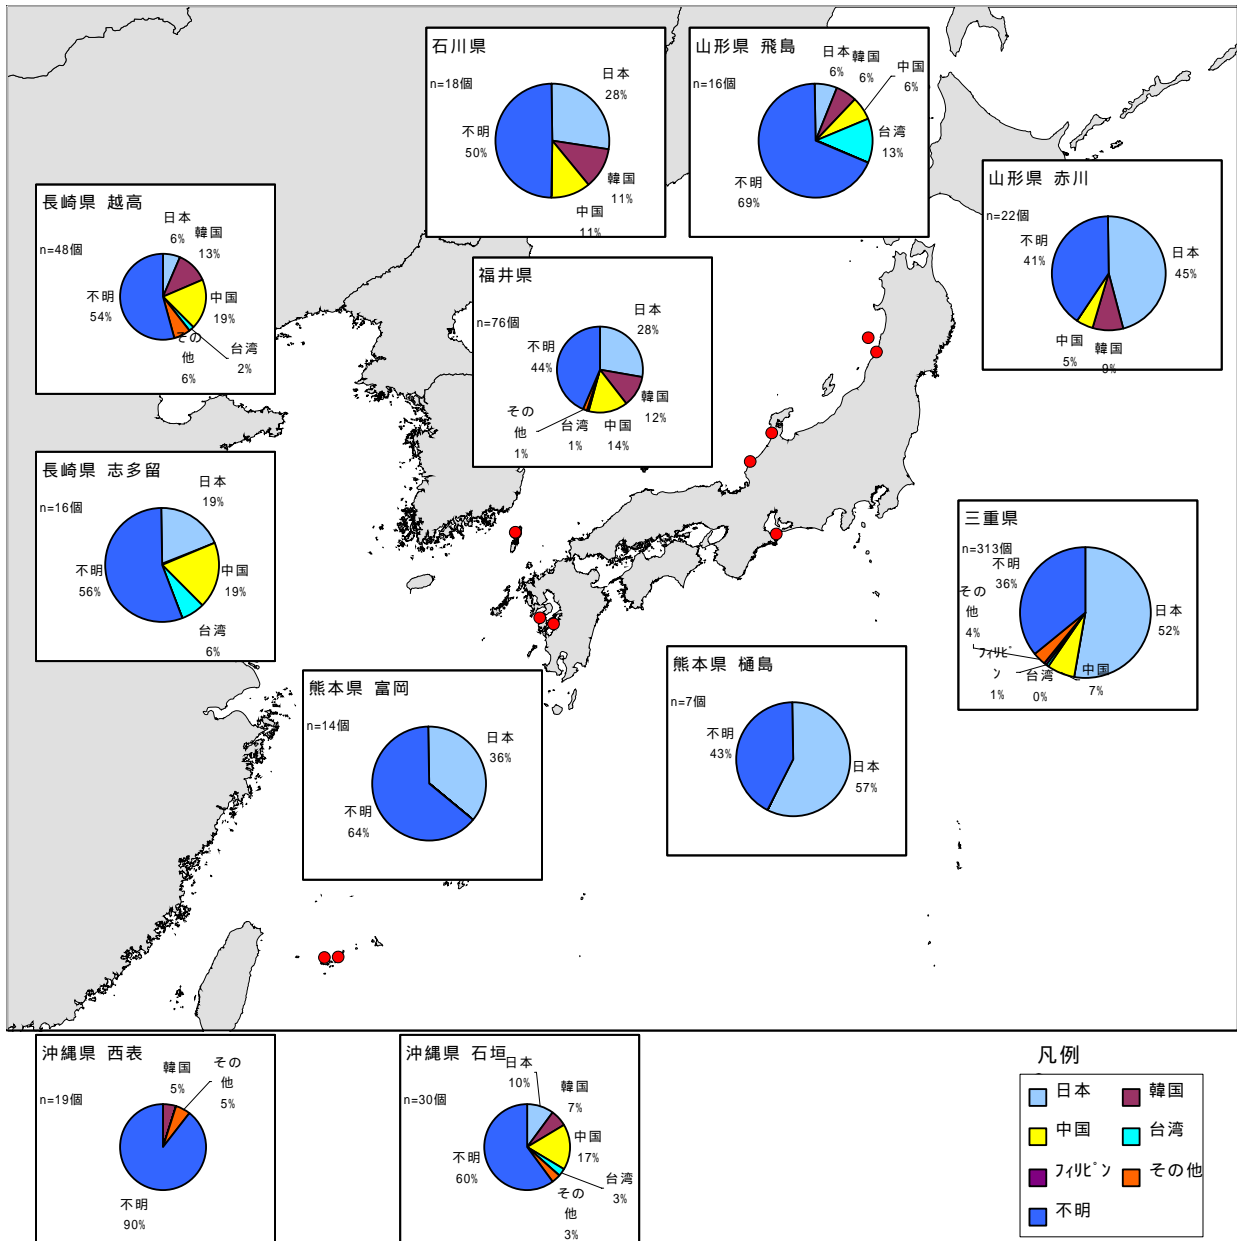 石川県
n=18個
日本
28%
韓国
11%
中国
11%
不明
50%
山形県 飛島
n=16個
日本
6%
韓国
6%
中国
6%
台湾
13%
不明
69%
山形県 赤川
n=22個
日本
45%
韓国
9%
中国
5%
不明
41%
長崎県 越高
n=48個
日本
6%
韓国
13%
中国
19%
台湾
2%
その
他
6%
不明
54%
福井県
n=76個
日本
28%
韓国
12%
中国
14%
台湾
1%
その
他
1%
不明
44%
長崎県 志多留
n=16個
日本
19%
中国
19%
台湾
6%
不明
56%
三重県
n=313個
日本
52%
中国
7%
台湾
0%
ﾌｨﾘﾋﾟ
ﾝ
1%
その
他
4%
不明
36%
熊本県 富岡
n=14個
日本
36%
不明
64%
熊本県 樋島
n=7個
日本
57%
不明
43%
沖縄県 西表
n=19個
韓国
5%
その
他
5%
不明
90%
沖縄県 石垣
n=30個
日本
10%
韓国
7%
中国
17%
台湾
3%
その
他
3%
不明
60%
凡例
日本
韓国
中国
台湾
ﾌｨﾘﾋﾟﾝ
その他
不明